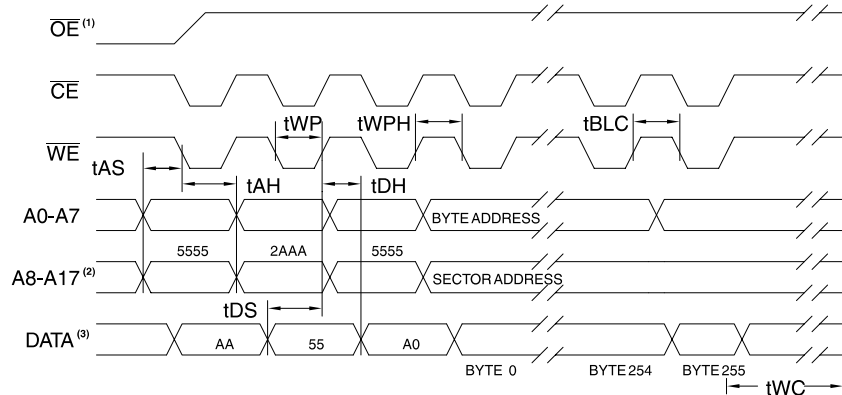 OE (1)
CE
tWP tWPH tBLC
WE
tAS
tAH tDH
A0-A7 BYTE ADDRESS
5555 2AAA 5555
A8-A17 (2) SECTOR ADDRESS
tDS
DATA (3) AA 55 A0
BYTE 0 BYTE 254 BYTE 255
tWC